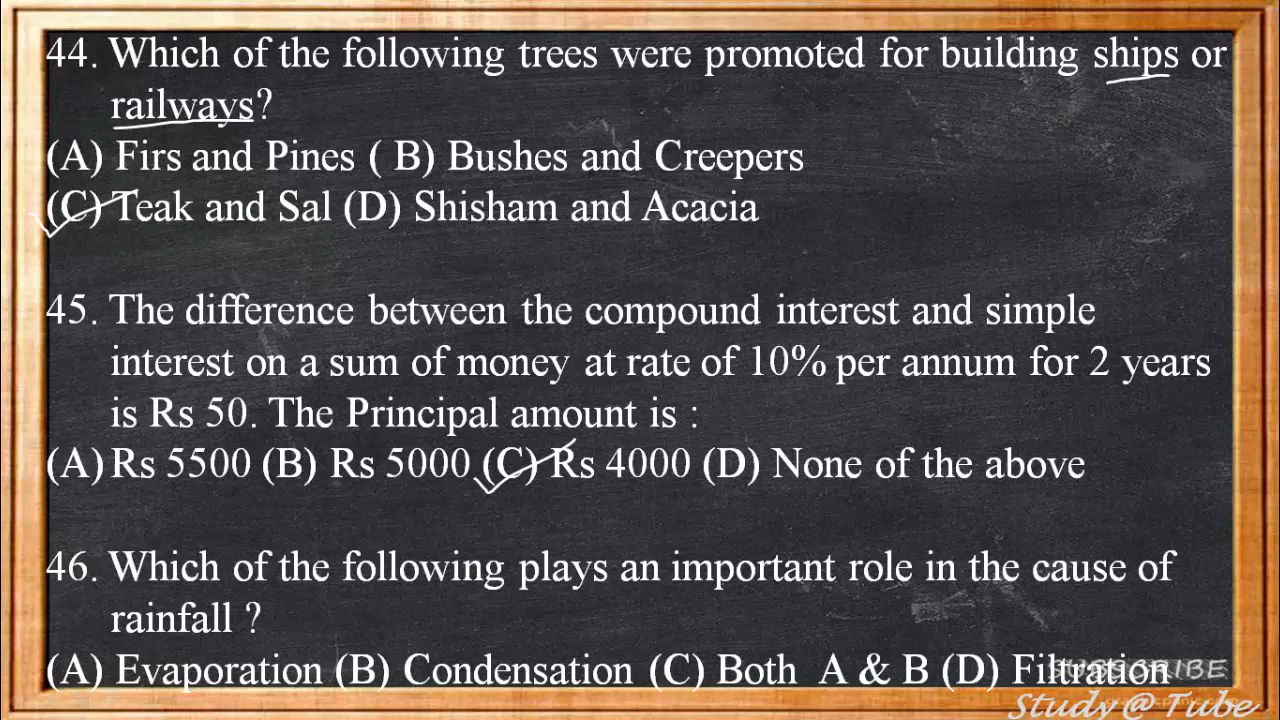 44. Which of the following trees were promoted for building ships or
railways?
(A) Firs and Pines ( B) Bushes and Creepers
(C) Teak and Sal (D) Shisham and Acacia
45. The difference between the compound interest and simple
interest on a sum of money at rate of 10% per annum for 2 years
is Rs 50. The Principal amount is :
(A) Rs 5500 (B) Rs 5000 (C) Rs 4000 (D) None of the above
46. Which of the following plays an important role in the cause of
rainfall ?
(A) Evaporation (B) Condensation (C) Both A & B (D) Filtration
SUBSCRIBE
Study @ Tube